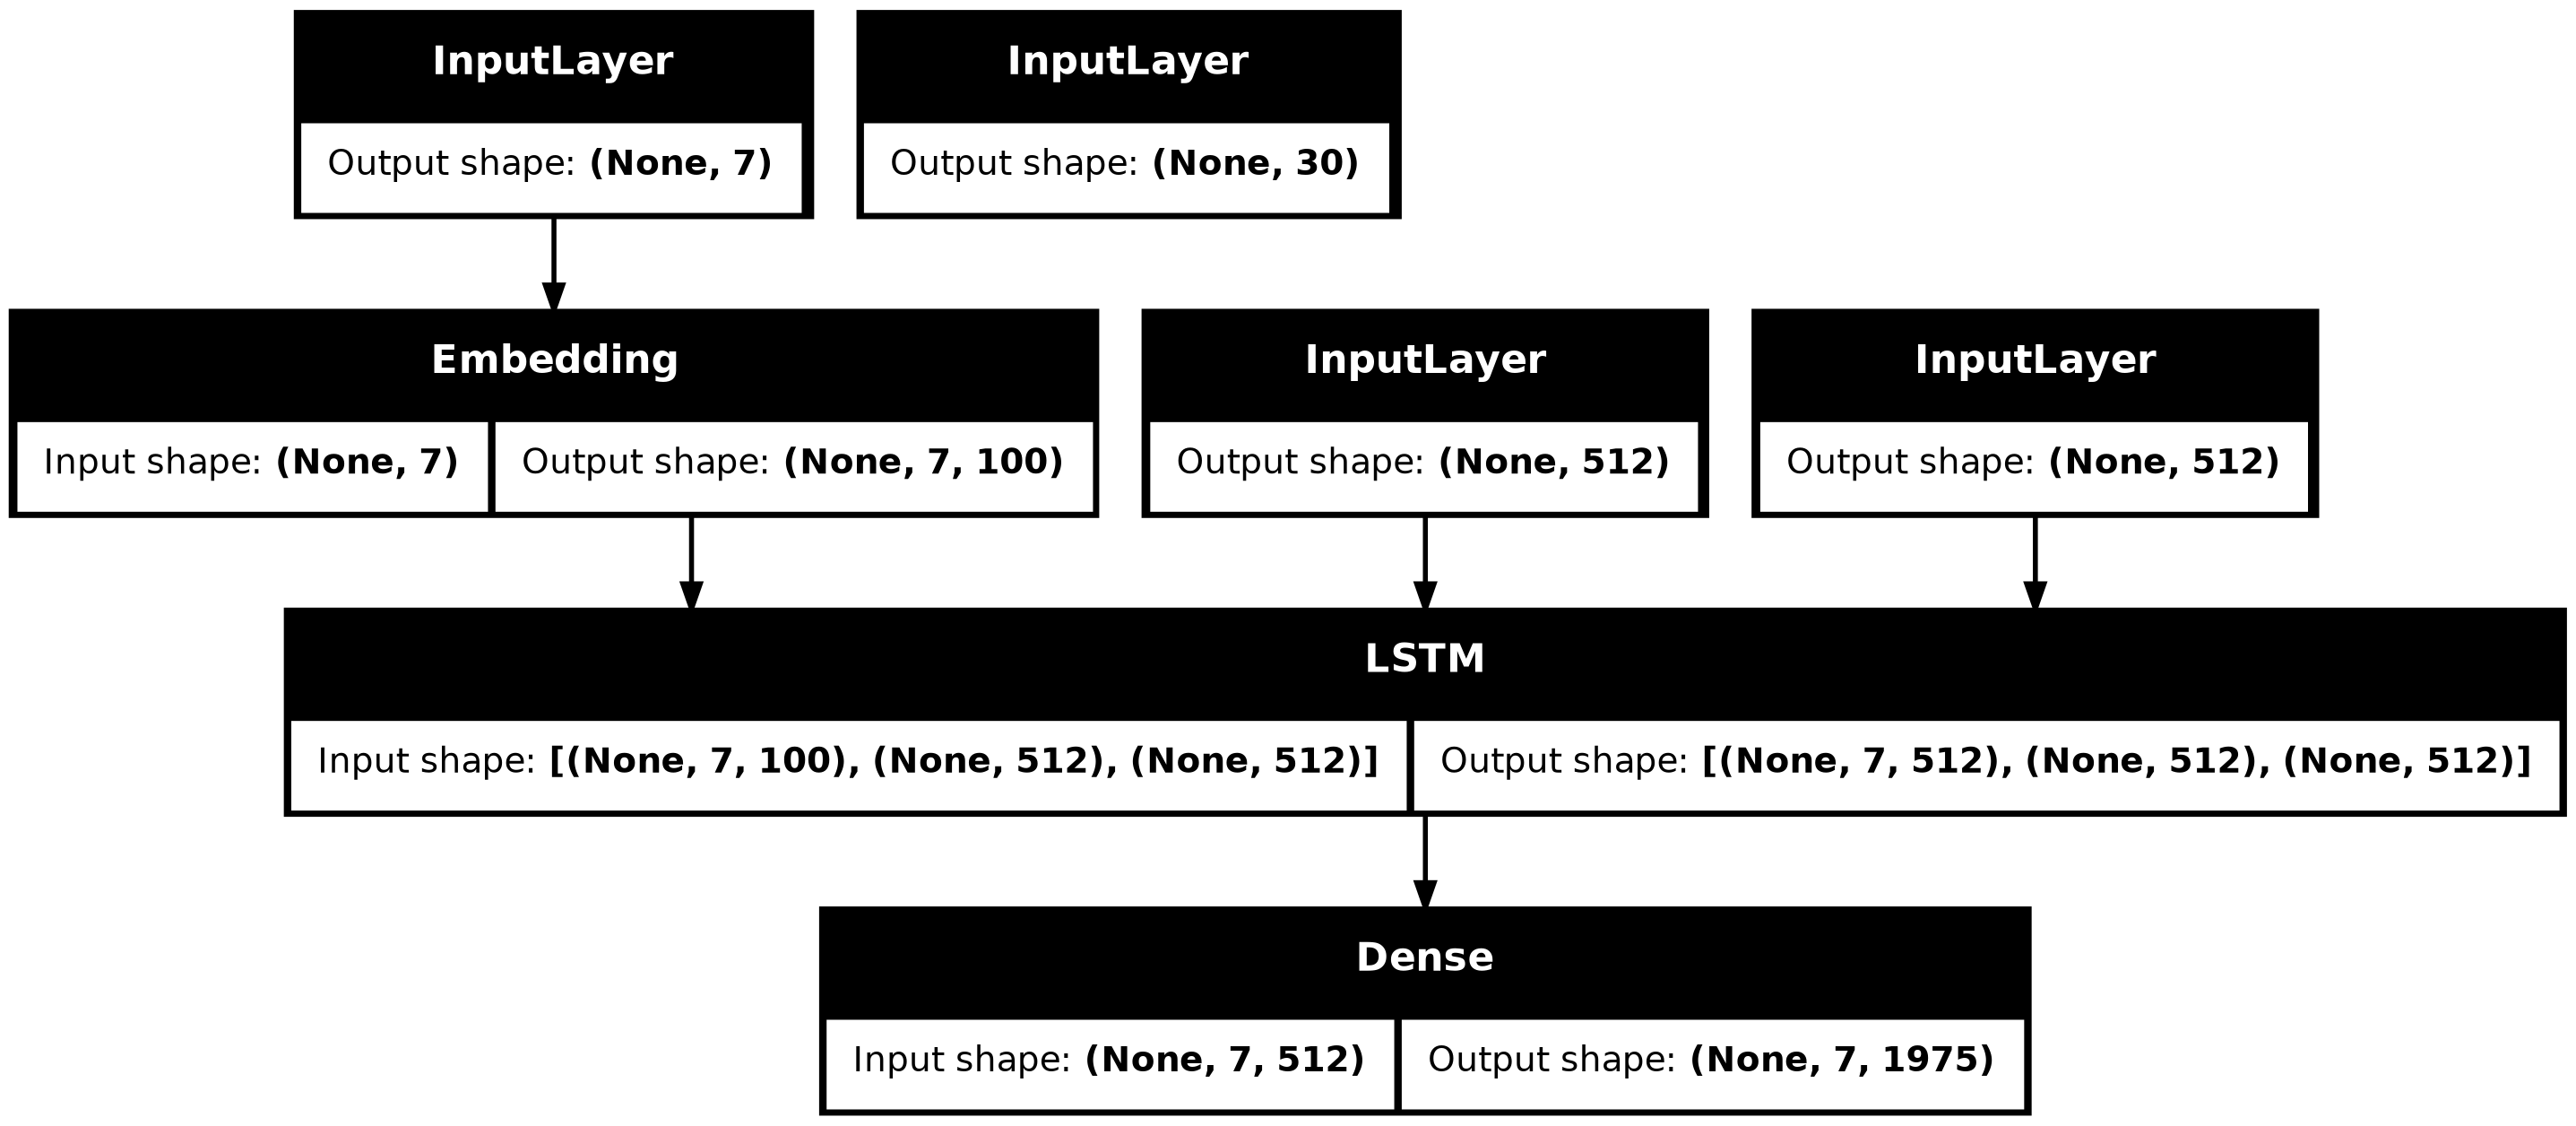 InputLayer
Output shape: (None, 7)
InputLayer
Output shape: (None, 30)
Embedding
Input shape: (None, 7)
Output shape: (None, 7, 100)
InputLayer
Output shape: (None, 512)
InputLayer
Output shape: (None, 512)
LSTM
Input shape: [(None, 7, 100), (None, 512), (None, 512)]
Output shape: [(None, 7, 512), (None, 512), (None, 512)]
Dense
Input shape: (None, 7, 512)
Output shape: (None, 7, 1975)